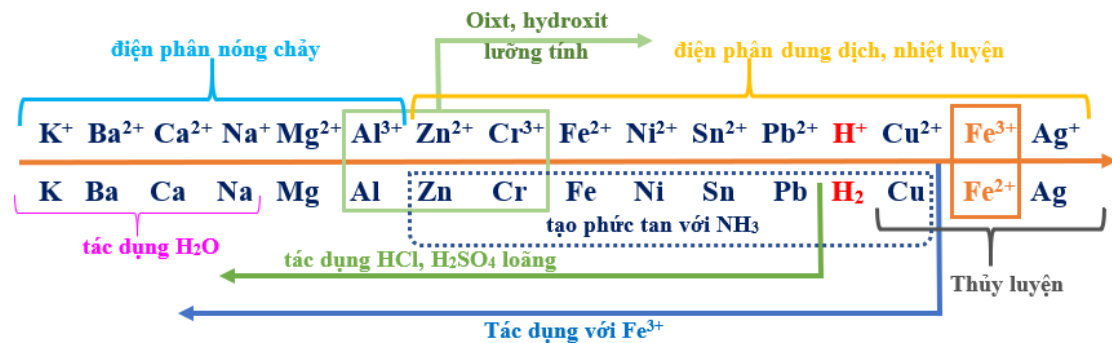 Oixt, hydroxit
lưỡng tính
điện phân nóng chảy
điện phân dung dịch, nhiệt luyện
K⁺ Ba²⁺ Ca²⁺ Na⁺ Mg²⁺ Al³⁺ Zn²⁺ Cr³⁺ Fe²⁺ Ni²⁺ Sn²⁺ Pb²⁺ H⁺ Cu²⁺ Fe³⁺ Ag⁺
K Ba Ca Na Mg Al Zn Cr Fe Ni Sn Pb H₂ Cu Fe²⁺ Ag
tạo phức tan với NH₃
tác dụng H₂O
tác dụng HCl, H₂SO₄ loãng
Thủy luyện
Tác dụng với Fe³⁺